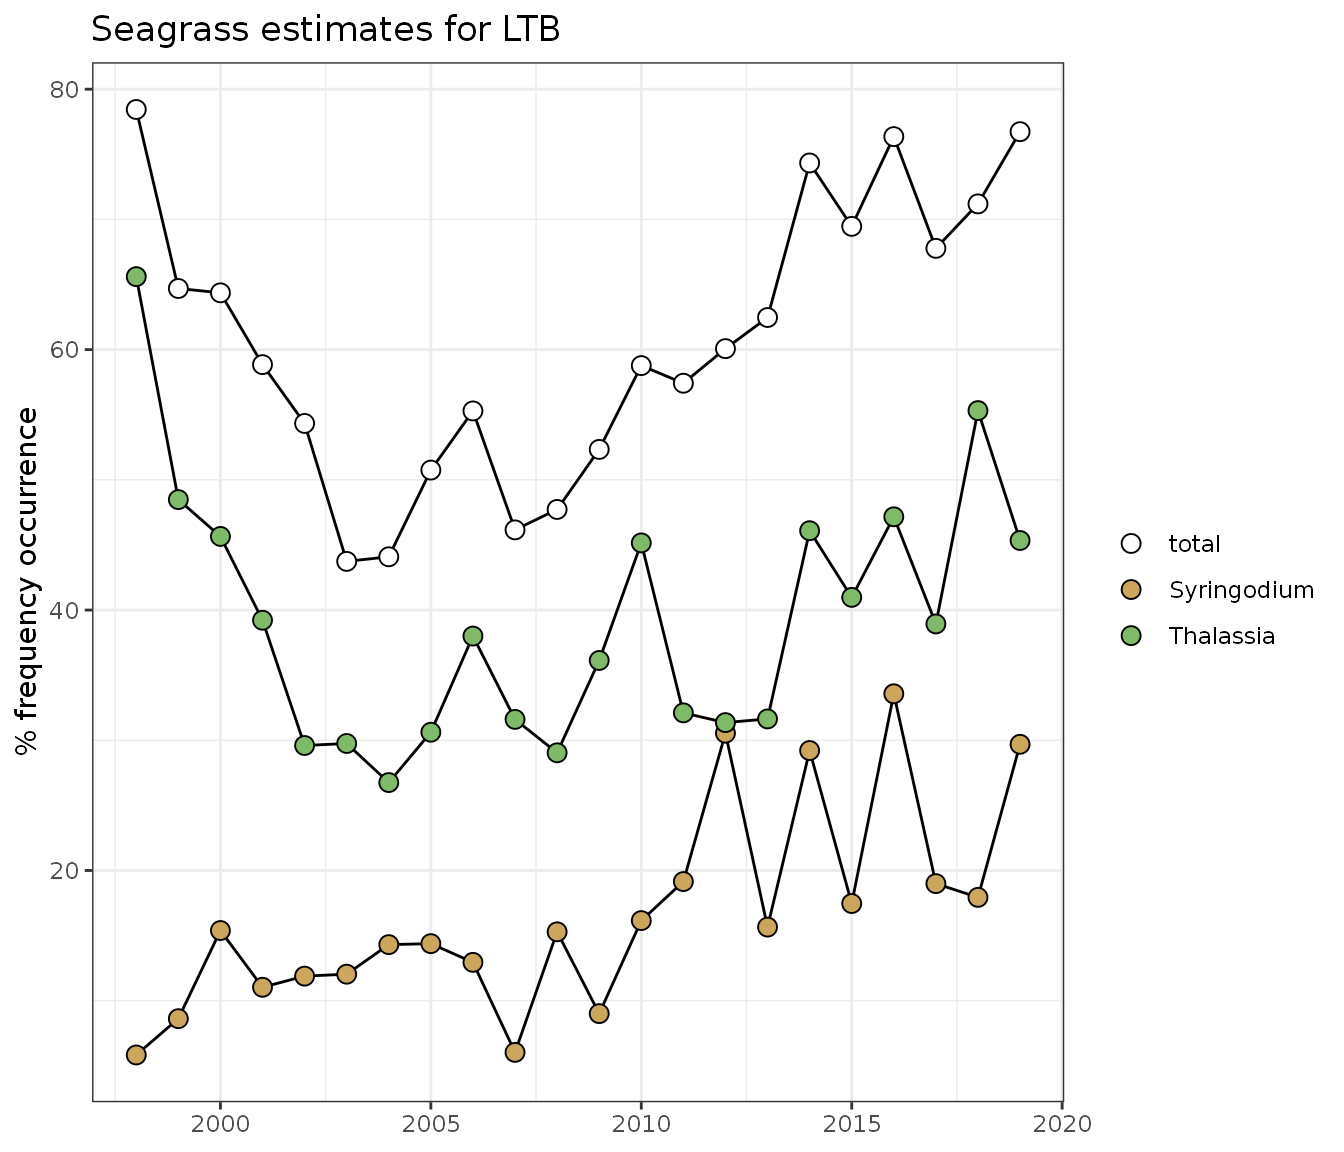 Seagrass estimates for LTB
% frequency occurrence
80
60
40
20
2000
2005
2010
2015
2020
total
Syringodium
Thalassia